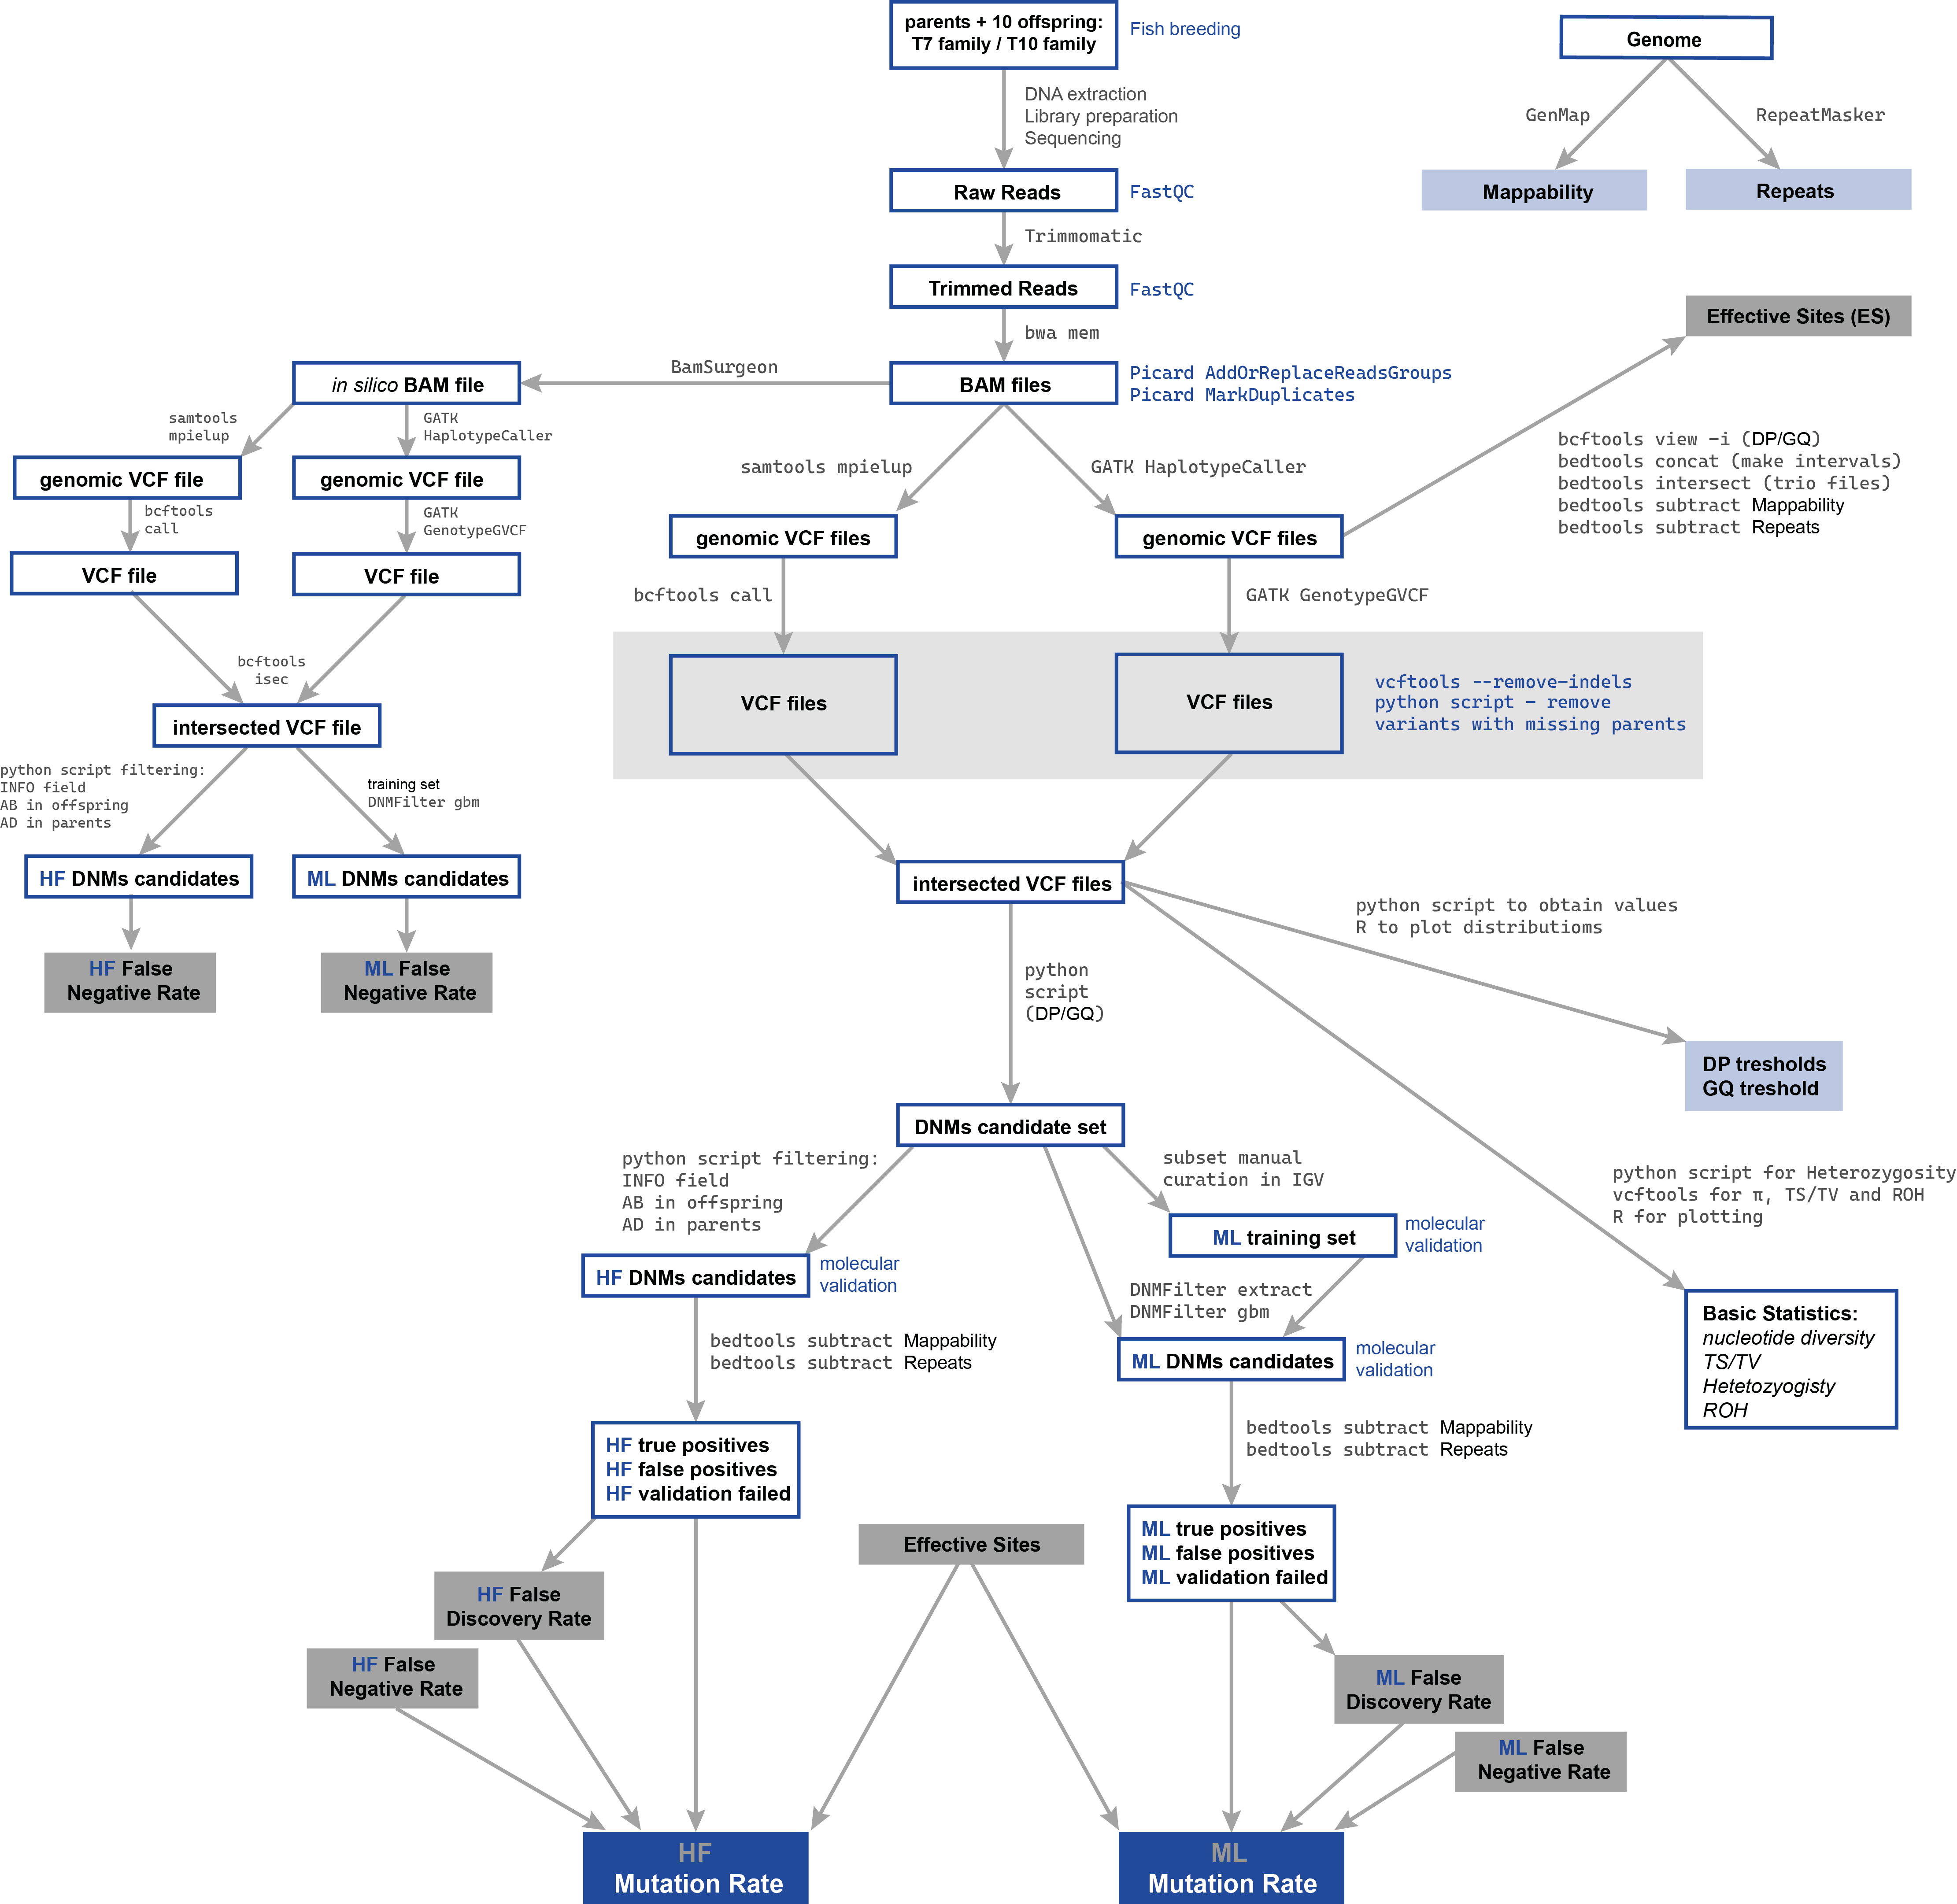 parents + 10 offspring:
T7 family / T10 family
Fish breeding
Genome
DNA extraction
Library preparation
Sequencing
GenMap
RepeatMasker
Raw Reads
FastQC
Mappability
Repeats
Trimmomatic
Trimmed Reads
FastQC
Effective Sites (ES)
bwa mem
BamSurgeon
in silico BAM file
BAM files
Picard AddOrReplaceReadsGroups
Picard MarkDuplicates
samtools
mpielup
GATK
HaplotypeCaller
samtools mpielup
GATK HaplotypeCaller
bcftools view -i (DP/GQ)
bedtools concat (make intervals)
bedtools intersect (trio files)
bedtools subtract Mappability
bedtools subtract Repeats
genomic VCF file
genomic VCF file
bcftools
call
GATK
GenotypeGVCF
genomic VCF files
genomic VCF files
VCF file
VCF file
bcftools call
GATK GenotypeGVCF
bcftools
isec
VCF files
VCF files
vcftools --remove-indels
python script - remove
variants with missing parents
intersected VCF file
python script filtering:
INFO field
AB in offspring
AD in parents
training set
DNMFilter gbm
HF DNMs candidates
ML DNMs candidates
intersected VCF files
python script to obtain values
R to plot distributioms
HF False
Negative Rate
ML False
Negative Rate
python
script
(DP/GQ)
DP tresholds
GQ treshold
DNMs candidate set
python script filtering:
INFO field
AB in offspring
AD in parents
subset manual
curation in IGV
python script for Heterozygosity
vcftools for π, TS/TV and ROH
R for plotting
ML training set
molecular
validation
HF DNMs candidates
molecular
validation
DNMFilter extract
DNMFilter gbm
Basic Statistics:
nucleotide diversity
TS/TV
Hetetozyogisty
ROH
bedtools subtract Mappability
bedtools subtract Repeats
ML DNMs candidates
molecular
validation
bedtools subtract Mappability
bedtools subtract Repeats
HF true positives
HF false positives
HF validation failed
Effective Sites
ML true positives
ML false positives
ML validation failed
HF False
Discovery Rate
HF False
Negative Rate
ML False
Discovery Rate
ML False
Negative Rate
HF
Mutation Rate
ML
Mutation Rate